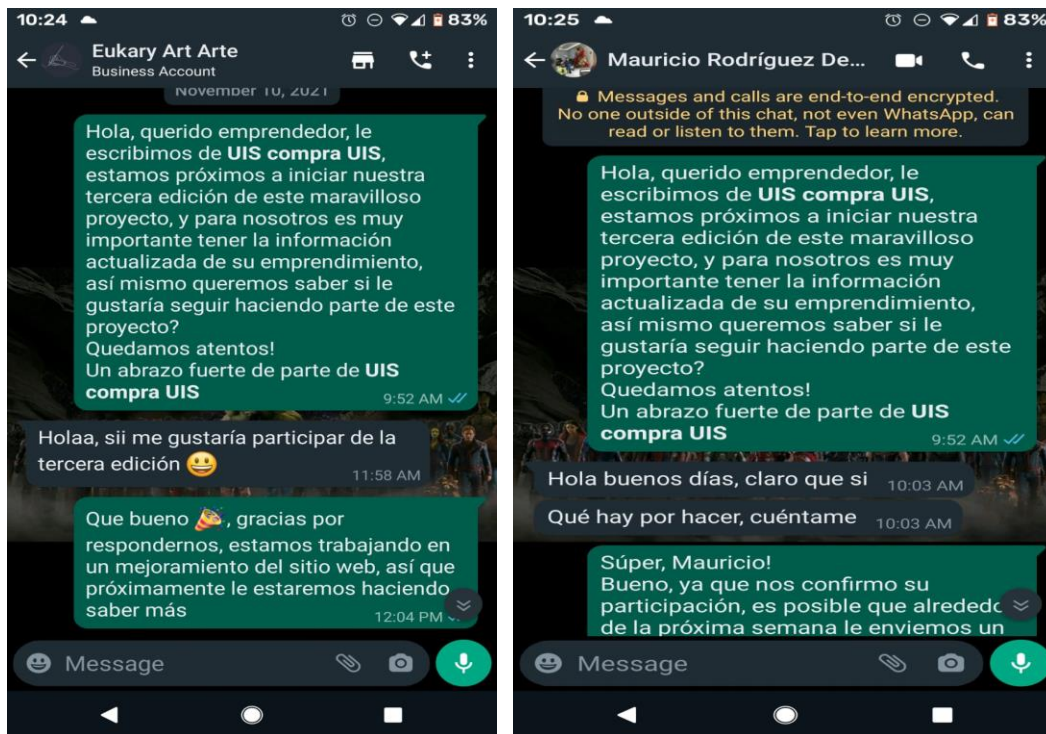 10:24
83%
Eukary Art Arte
Business Account
November 10, 2021
Hola, querido emprendedor, le
escribimos de UIS compra UIS,
estamos próximos a iniciar nuestra
tercera edición de este maravilloso
proyecto, y para nosotros es muy
importante tener la información
actualizada de su emprendimiento,
así mismo queremos saber si le
gustaría seguir haciendo parte de este
proyecto?
Quedamos atentos!
Un abrazo fuerte de parte de UIS
compra UIS
9:52 AM
Holaa, sii me gustaría participar de la
tercera edición 😃
11:58 AM
Que bueno 🎉, gracias por
respondernos, estamos trabajando en
un mejoramiento del sitio web, así que
próximamente le estaremos haciendo
saber más
12:04 PM
Message
10:25
83%
Mauricio Rodríguez De...
Messages and calls are end-to-end encrypted.
No one outside of this chat, not even WhatsApp, can
read or listen to them. Tap to learn more.
Hola, querido emprendedor, le
escribimos de UIS compra UIS,
estamos próximos a iniciar nuestra
tercera edición de este maravilloso
proyecto, y para nosotros es muy
importante tener la información
actualizada de su emprendimiento,
así mismo queremos saber si le
gustaría seguir haciendo parte de este
proyecto?
Quedamos atentos!
Un abrazo fuerte de parte de UIS
compra UIS
9:52 AM
Hola buenos días, claro que si
10:03 AM
Qué hay por hacer, cuéntame
10:03 AM
Súper, Mauricio!
Bueno, ya que nos confirmo su
participación, es posible que alrededo
de la próxima semana le enviemos un
Message